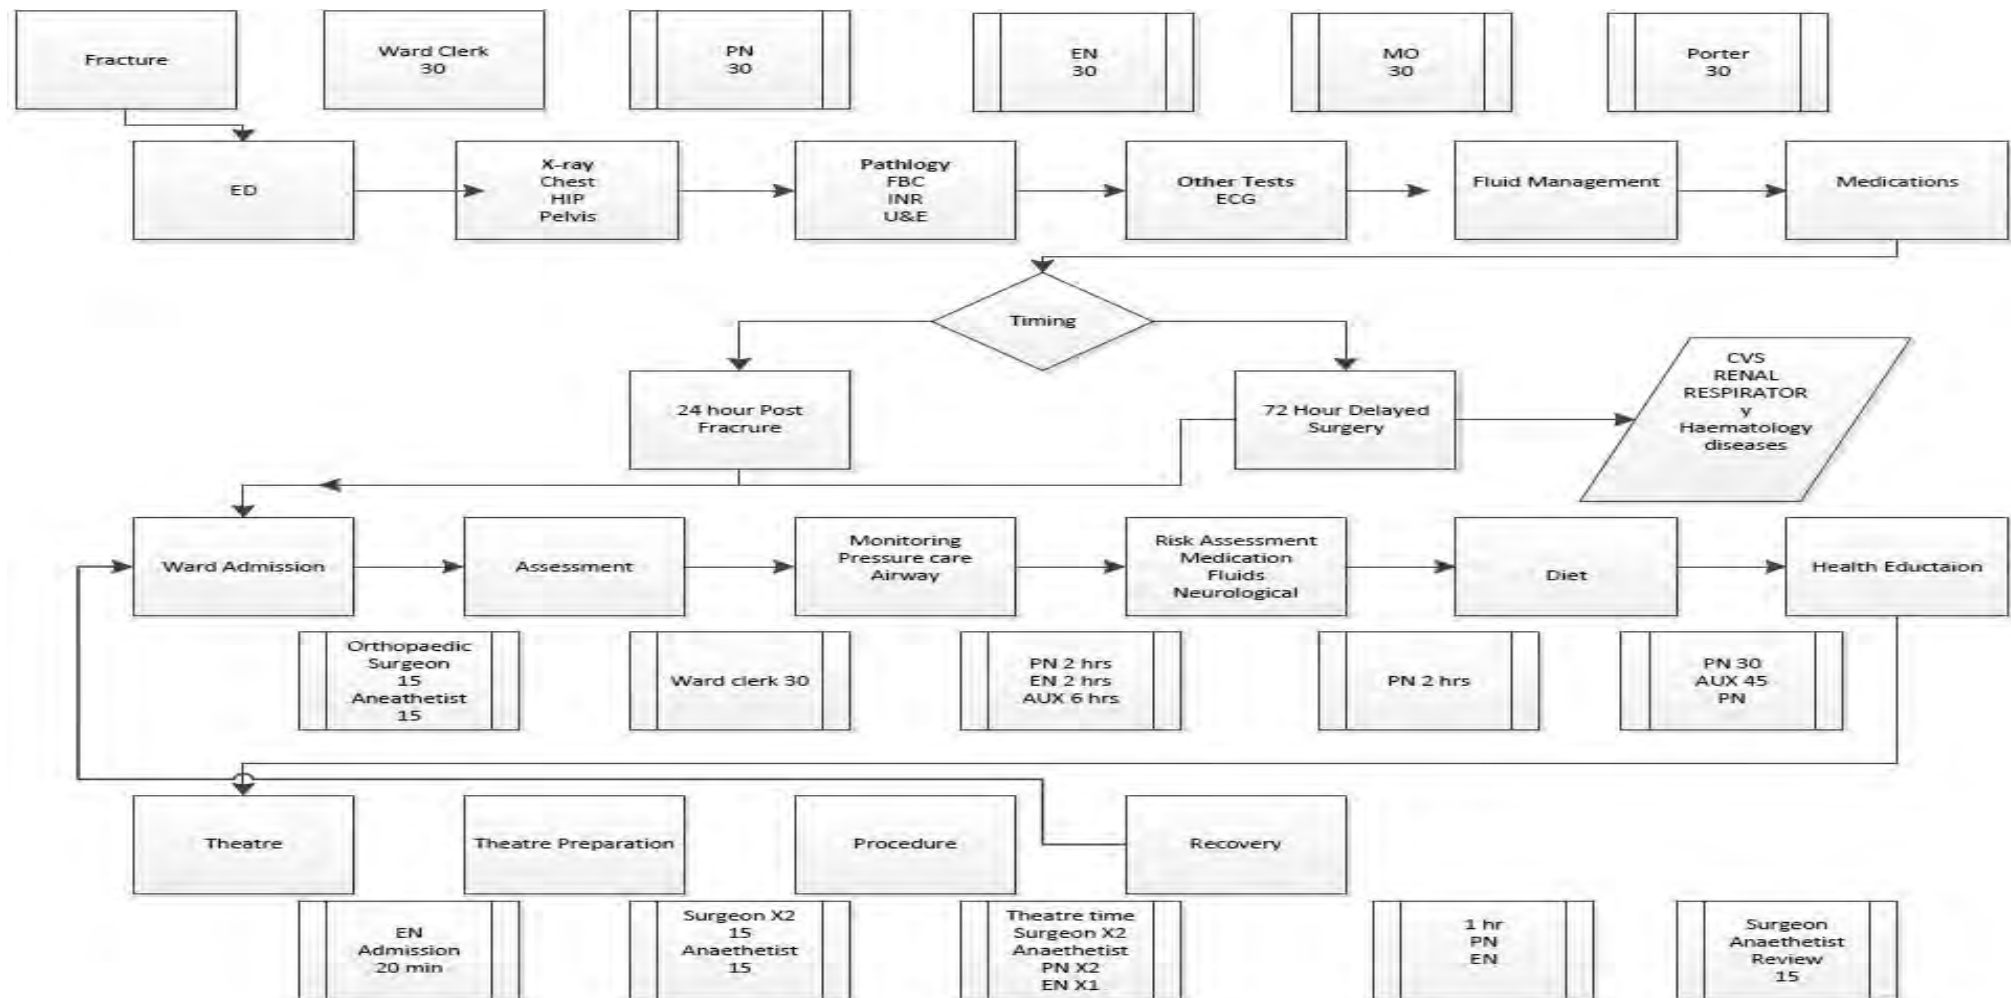 Fracture
Ward Clerk
30
PN
30
EN
30
MO
30
Porter
30
ED
X-ray
Chest
HIP
Pelvis
Pathlogy
FBC
INR
U&E
Other Tests
ECG
Fluid Management
Medications
Timing
24 hour Post
Fracrure
72 Hour Delayed
Surgery
CVS
RENAL
RESPIRATOR
y
Haematology
diseases
Ward Admission
Assessment
Monitoring
Pressure care
Airway
Risk Assessment
Medication
Fluids
Neurological
Diet
Health Eductaion
Orthopaedic
Surgeon
15
Aneathetist
15
Ward clerk 30
PN 2 hrs
EN 2 hrs
AUX 6 hrs
PN 2 hrs
PN 30
AUX 45
PN
Theatre
Theatre Preparation
Procedure
Recovery
EN
Admission
20 min
Surgeon X2
15
Anaethetist
15
Theatre time
Surgeon X2
Anaethetist
PN X2
EN X1
1 hr
PN
EN
Surgeon
Anaethetist
Review
15